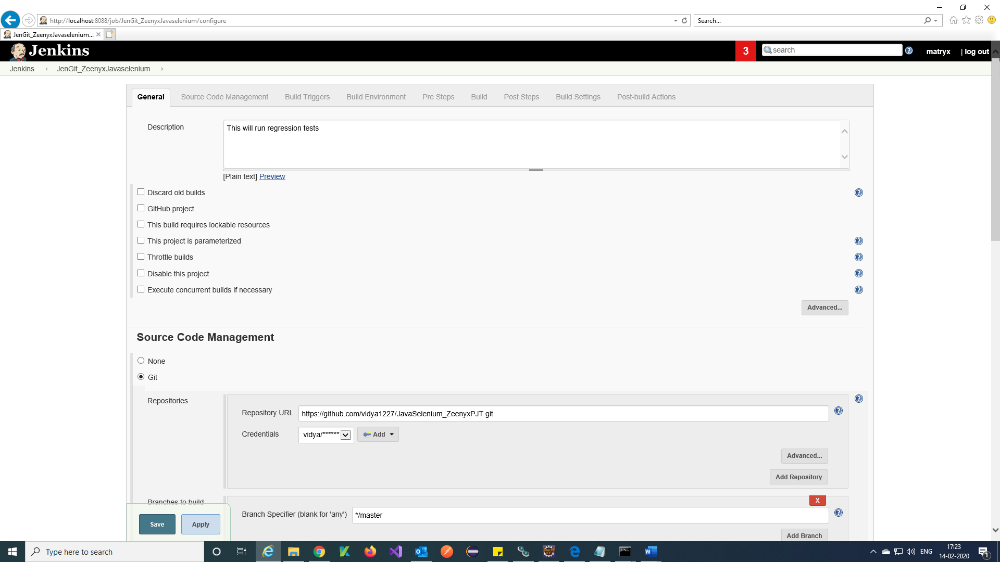 http://localhost:8088/job/JenGit_ZeenyxJavaselenium/configure
Search...
JenGit_ZeenyxJavaselenium...
Jenkins
3
search
matryx
| log out
Jenkins
JenGit_ZeenyxJavaselenium
General
Source Code Management
Build Triggers
Build Environment
Pre Steps
Build
Post Steps
Build Settings
Post-build Actions
Description
This will run regression tests
[Plain text] Preview
Discard old builds
GitHub project
This build requires lockable resources
This project is parameterized
Throttle builds
Disable this project
Execute concurrent builds if necessary
Advanced...
Source Code Management
None
Git
Repositories
Repository URL
https://github.com/vidya1227/JavaSelenium_ZeenyxPJT.git
Credentials
vidya/******
Add
Advanced...
Add Repository
Branches to build
X
Branch Specifier (blank for 'any')
*/master
Add Branch
Save
Apply
Type here to search
ENG
17:23
14-02-2020
1